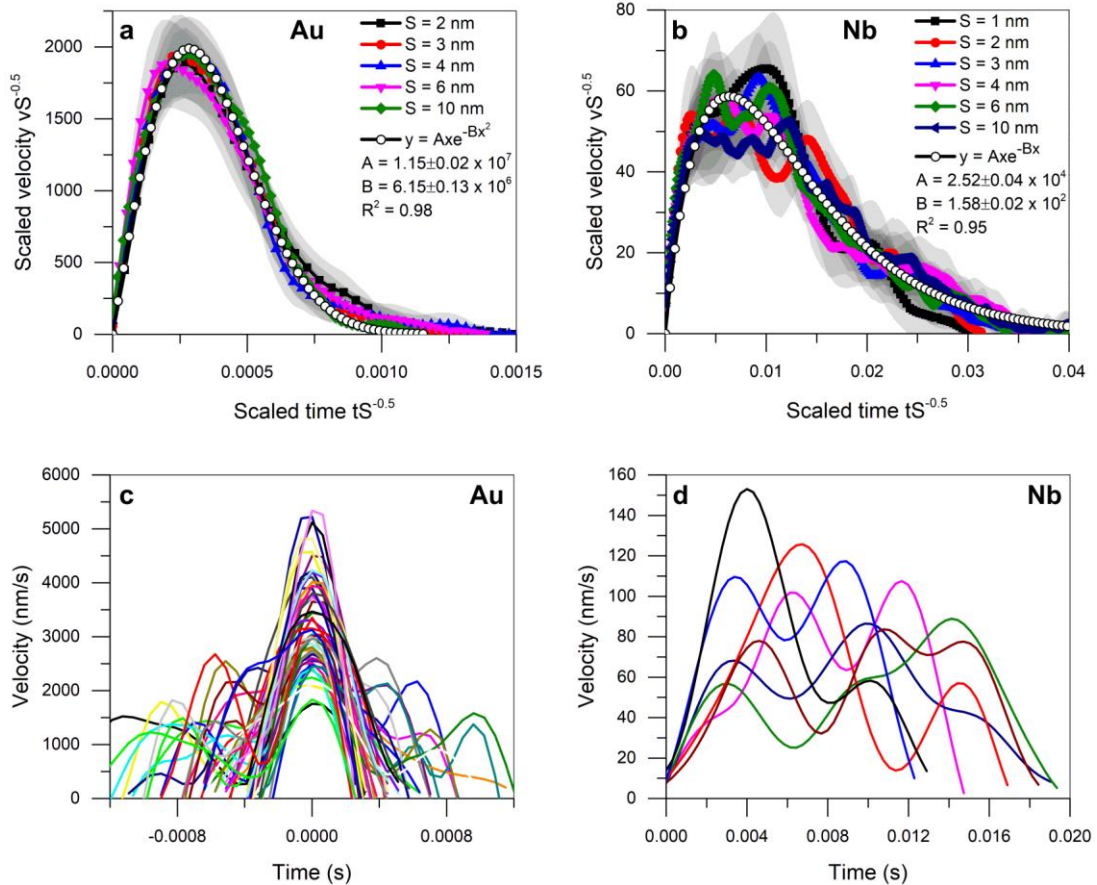 a
Au
S = 2 nm
S = 3 nm
S = 4 nm
S = 6 nm
S = 10 nm
y = Axe^-Bx^2
A = 1.15±0.02 x 10^7
B = 6.15±0.13 x 10^6
R^2 = 0.98
Scaled velocity vS^-0.5
2000
1500
1000
500
0
0.0000
0.0005
0.0010
0.0015
Scaled time tS^-0.5
b
Nb
S = 1 nm
S = 2 nm
S = 3 nm
S = 4 nm
S = 6 nm
S = 10 nm
y = Axe^-Bx
A = 2.52±0.04 x 10^4
B = 1.58±0.02 x 10^2
R^2 = 0.95
Scaled velocity vS^-0.5
80
60
40
20
0
0.00
0.01
0.02
0.03
0.04
Scaled time tS^-0.5
c
Au
Velocity (nm/s)
6000
5000
4000
3000
2000
1000
0
-0.0008
0.0000
0.0008
Time (s)
d
Nb
Velocity (nm/s)
160
140
120
100
80
60
40
20
0
0.000
0.004
0.008
0.012
0.016
0.020
Time (s)